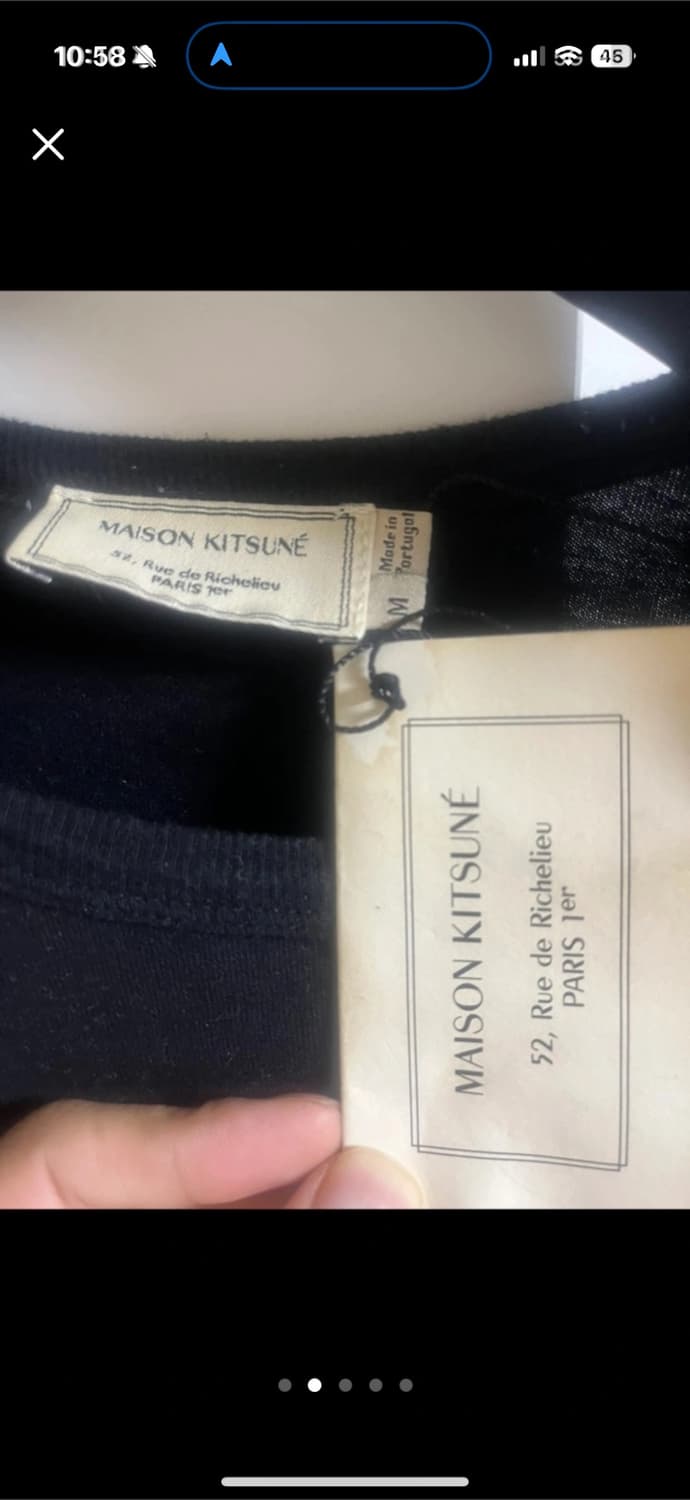 10:58
45
MAISON KITSUNÉ
52, Rue de Richelieu
PARIS 1er
Made in
Portugal
M
MAISON KITSUNÉ
52, Rue de Richelieu
PARIS 1er